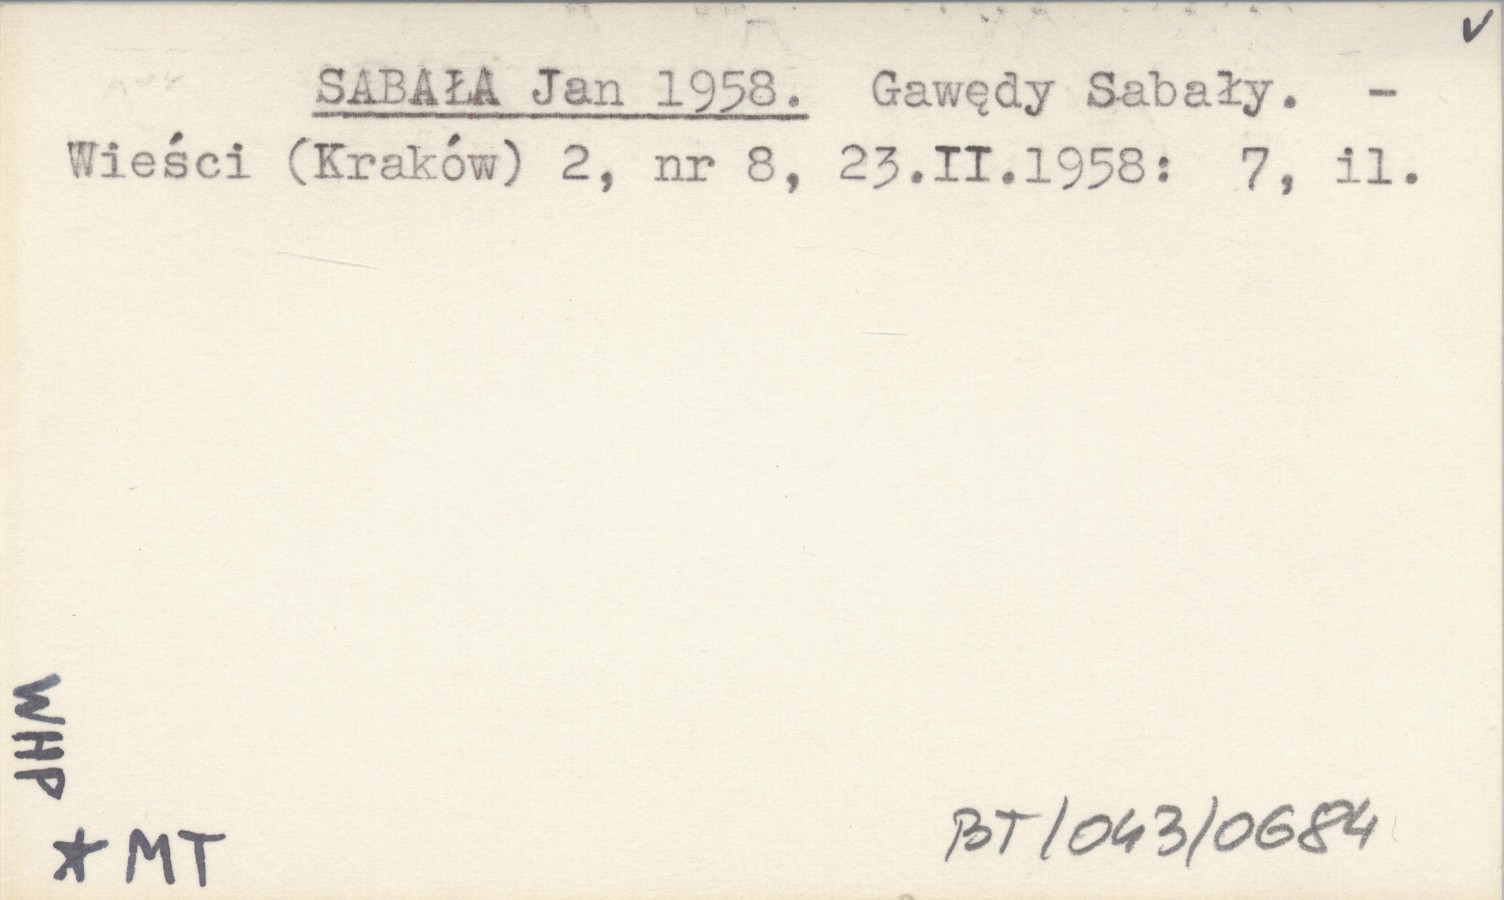 ✓
SABAŁA Jan 1958. Gawędy Sabały. -
Wieści (Kraków) 2, nr 8, 23.II.1958: 7, il.
WHP
★ MT
BT/043/0684